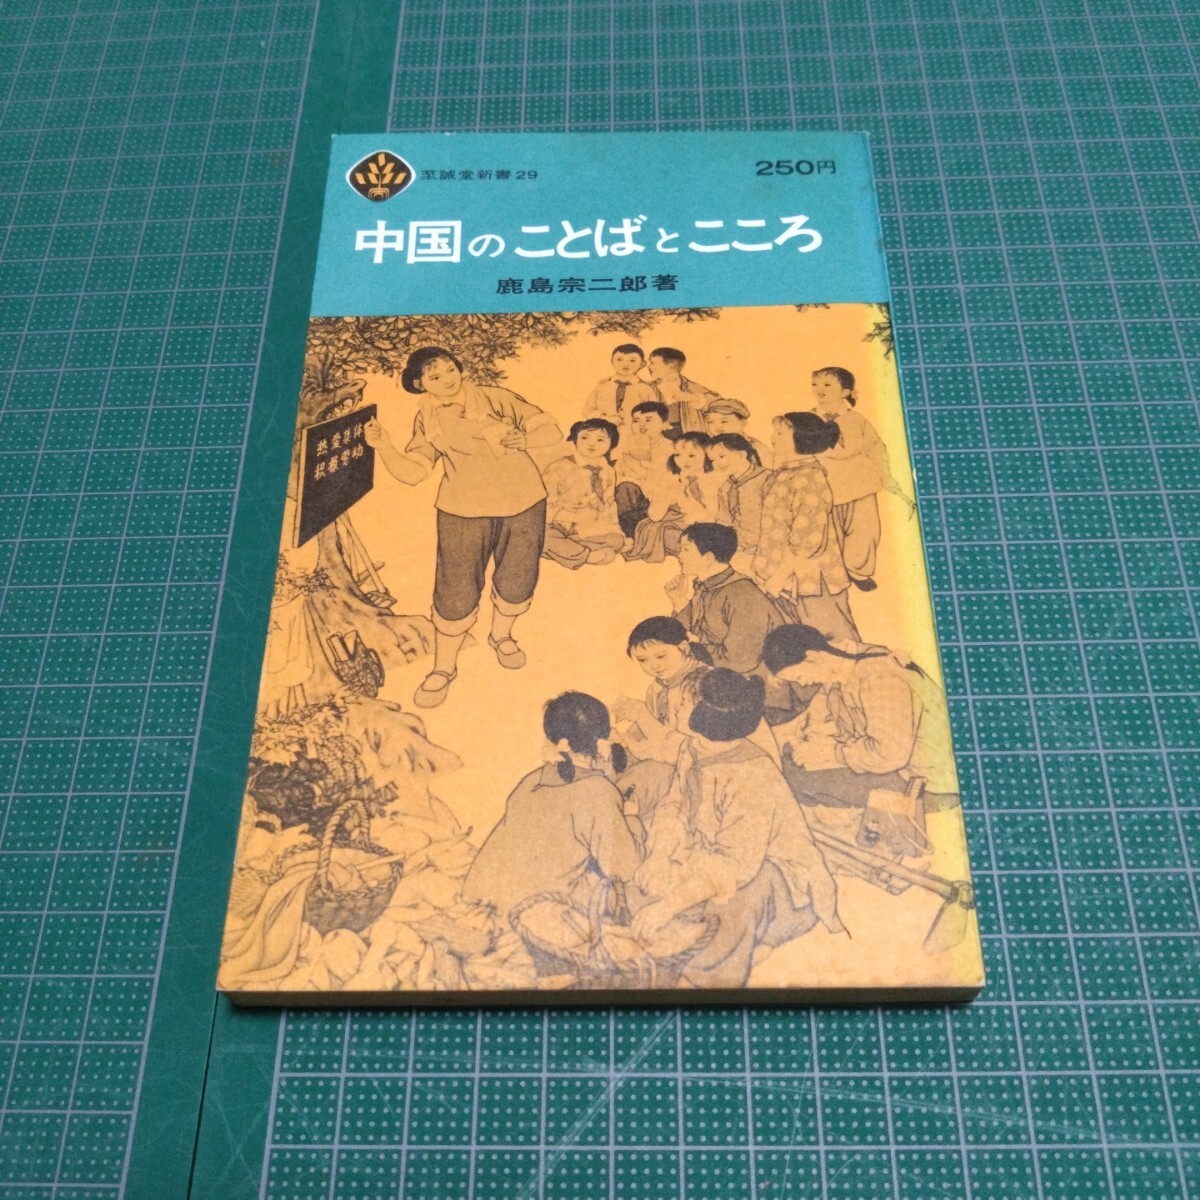 至誠堂新書29
250円
中国のことばとこころ
鹿島宗二郎著
热爱集体
积极劳动